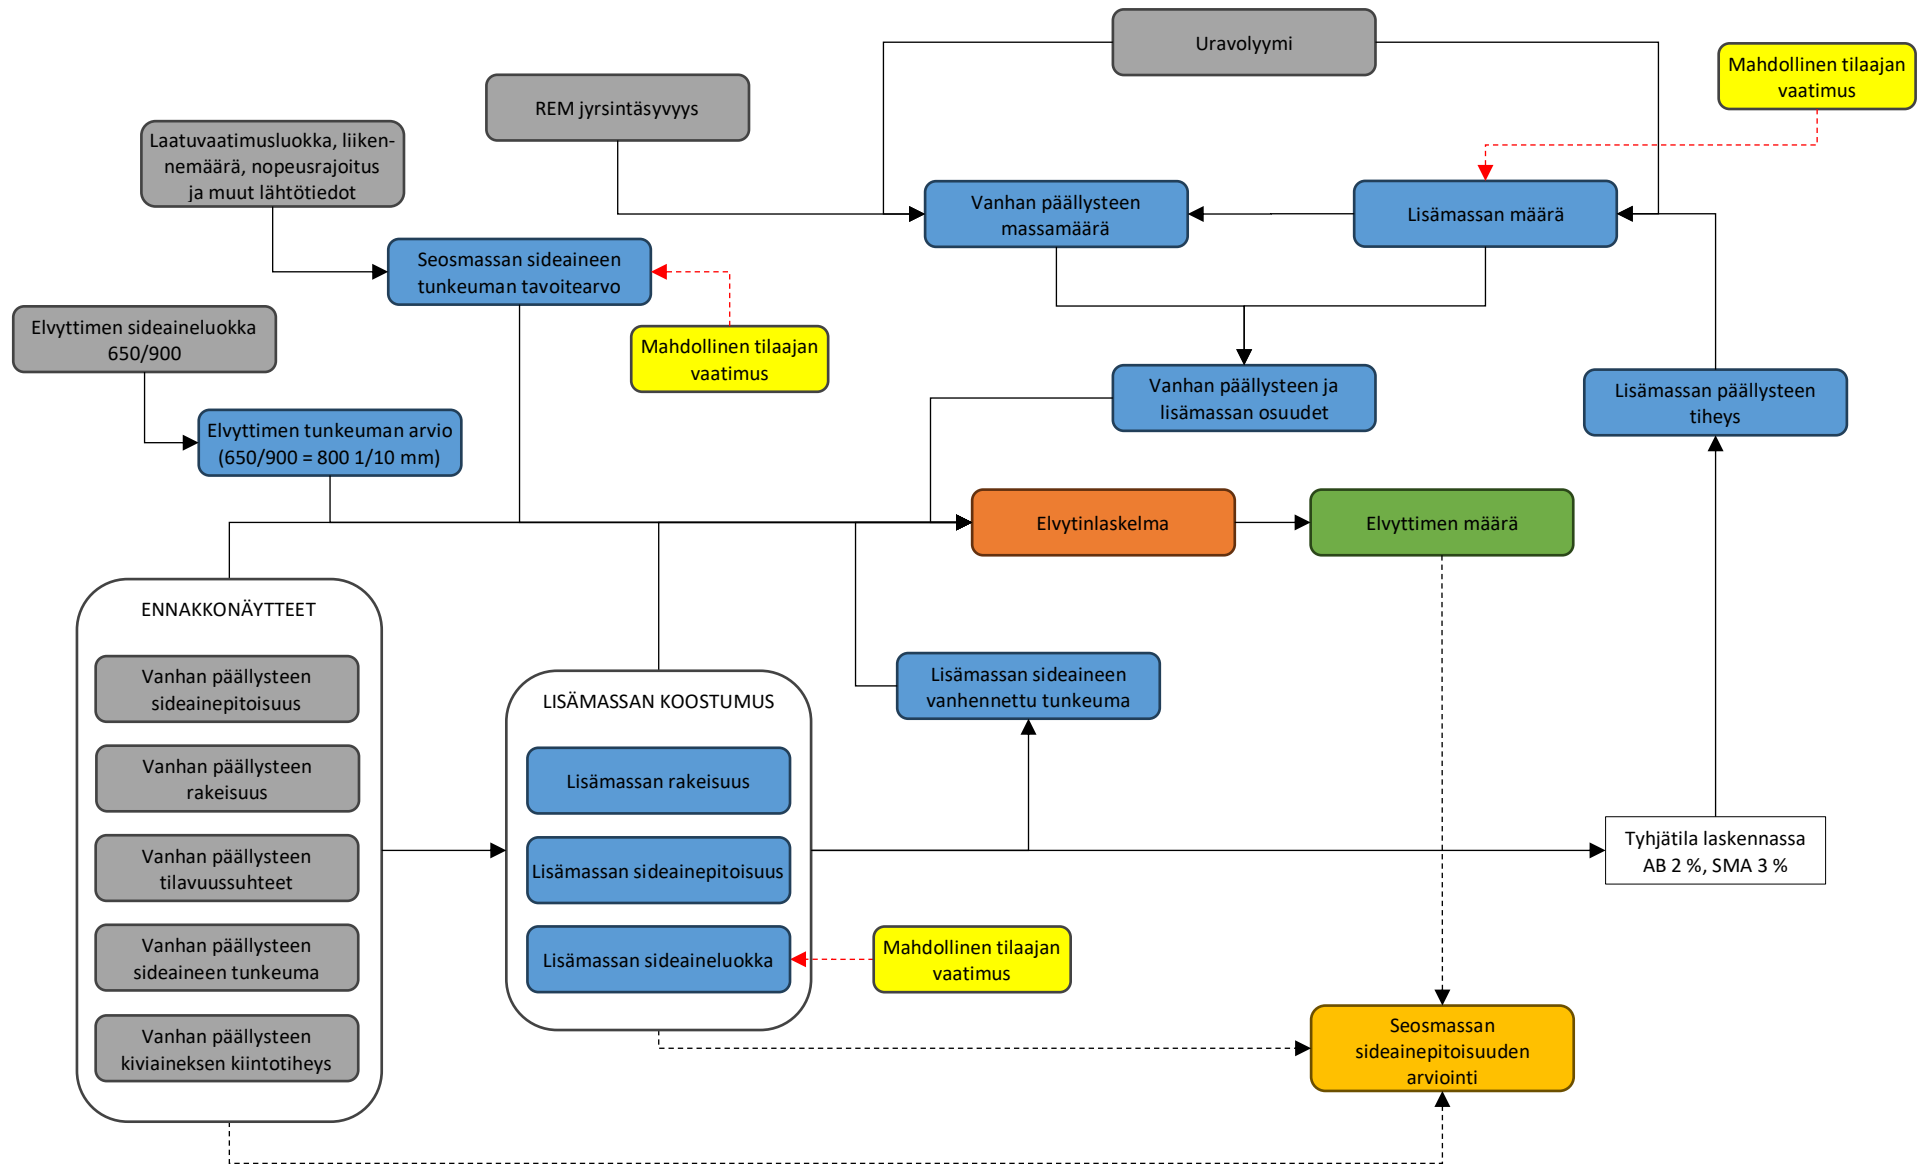 Uravolyymi
Mahdollinen tilaajan
vaatimus
REM jyrsintäsyvyys
Laatuvaatimusluokka, liiken-
nemäärä, nopeusrajoitus
ja muut lähtötiedot
Vanhan päällysteen
massamäärä
Lisämassan määrä
Seosmassan sideaineen
tunkeuman tavoitearvo
Elvyttimen sideaineluokka
650/900
Mahdollinen tilaajan
vaatimus
Vanhan päällysteen ja
lisämassan osuudet
Lisämassan päällysteen
tiheys
Elvyttimen tunkeuman arvio
(650/900 = 800 1/10 mm)
Elvytinlaskelma
Elvyttimen määrä
ENNAKKONÄYTTEET
Vanhan päällysteen
sideainepitoisuus
Vanhan päällysteen
rakeisuus
Vanhan päällysteen
tilavuussuhteet
Vanhan päällysteen
sideaineen tunkeuma
Vanhan päällysteen
kiviaineksen kiintotiheys
LISÄMASSAN KOOSTUMUS
Lisämassan rakeisuus
Lisämassan sideainepitoisuus
Lisämassan sideaineluokka
Lisämassan sideaineen
vanhennettu tunkeuma
Mahdollinen tilaajan
vaatimus
Tyhjätila laskennassa
AB 2 %, SMA 3 %
Seosmassan
sideainepitoisuuden
arviointi